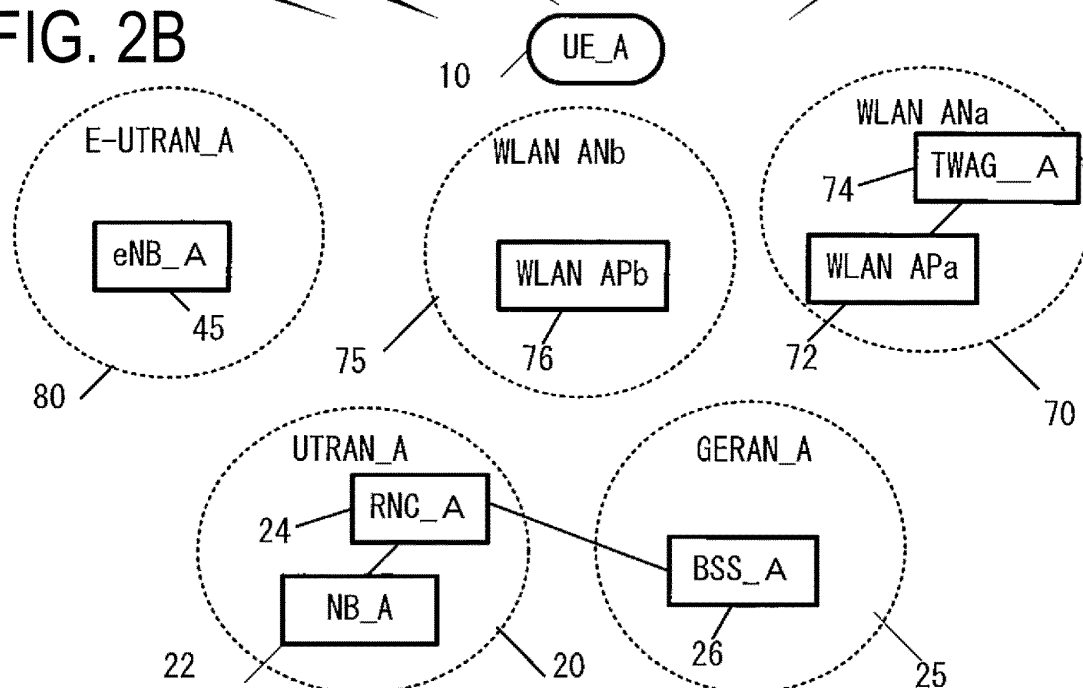 FIG. 2B
UE_A
10
E-UTRAN_A
eNB_A
45
80
WLAN ANb
WLAN APb
75
76
WLAN ANa
TWAG__A
74
WLAN APa
72
70
UTRAN_A
RNC_A
24
NB_A
22
20
GERAN_A
BSS_A
26
25